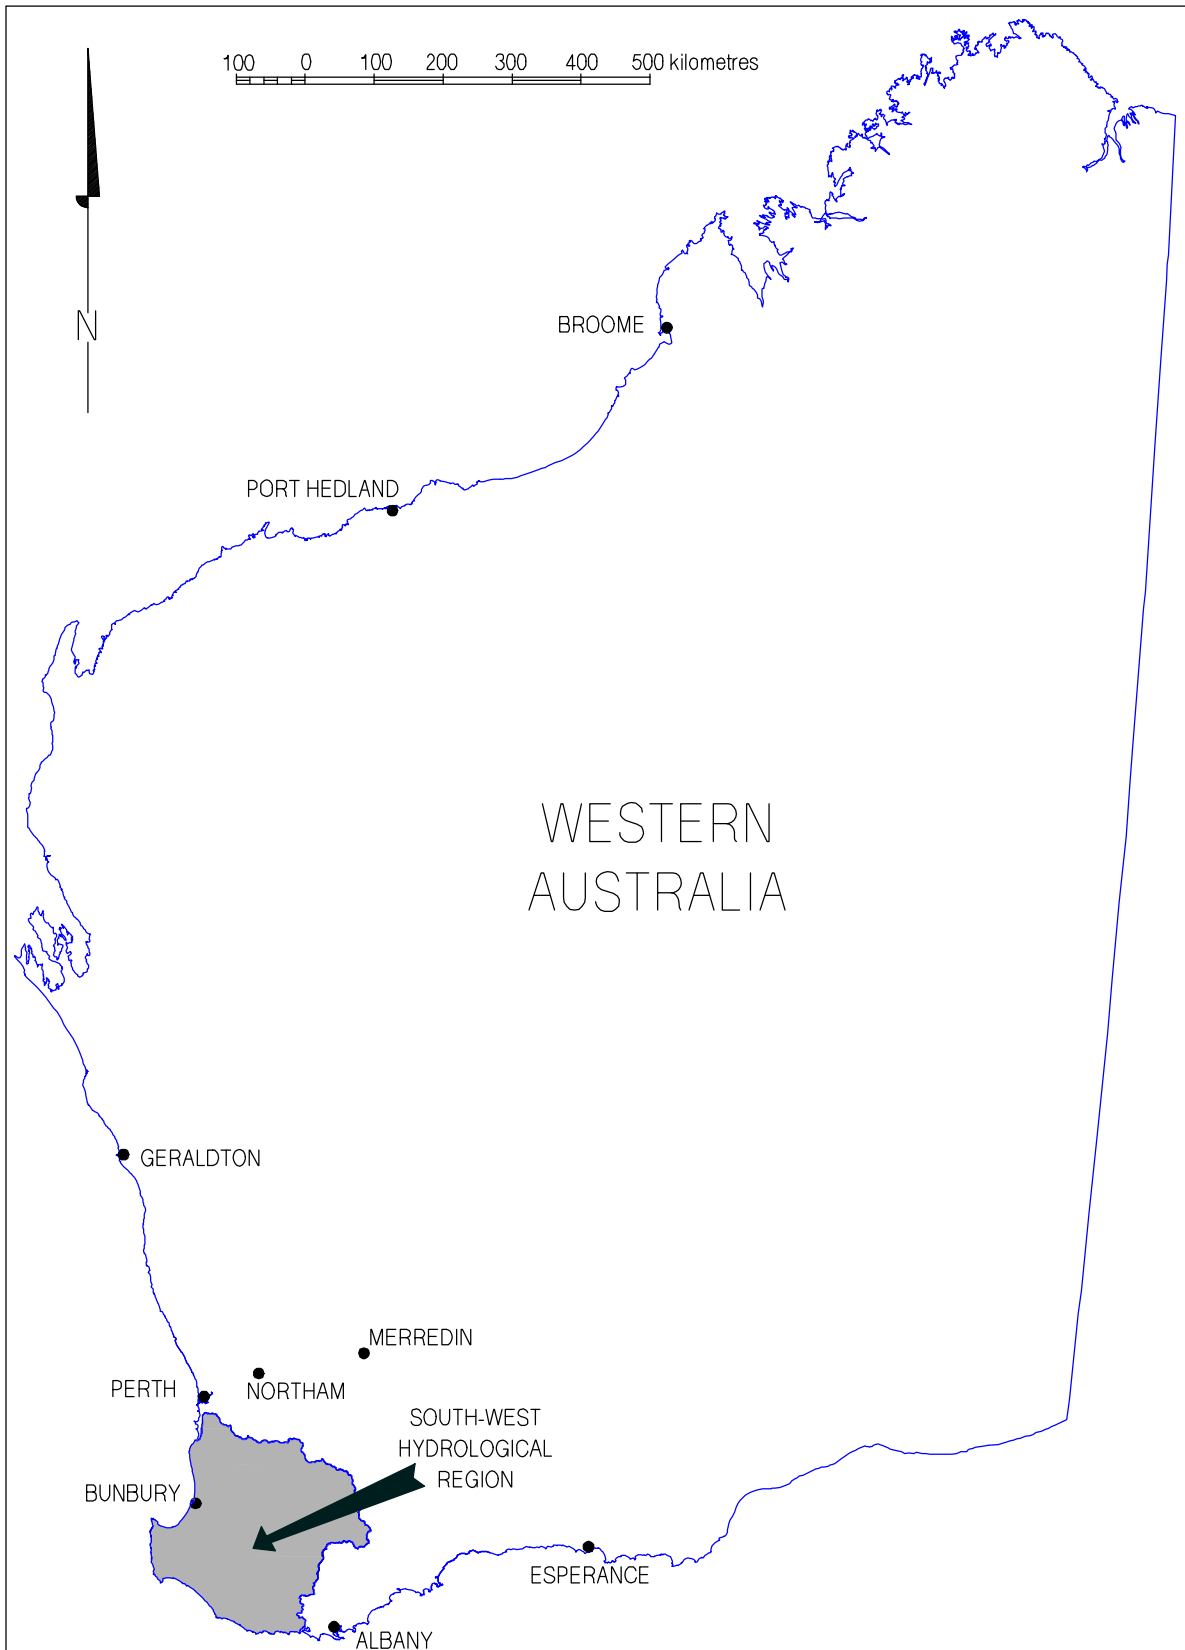 100 0 100 200 300 400 500 kilometres
N
BROOME
PORT HEDLAND
WESTERN
AUSTRALIA
GERALDTON
MERREDIN
PERTH
NORTHAM
SOUTH-WEST
HYDROLOGICAL
REGION
BUNBURY
ESPERANCE
ALBANY